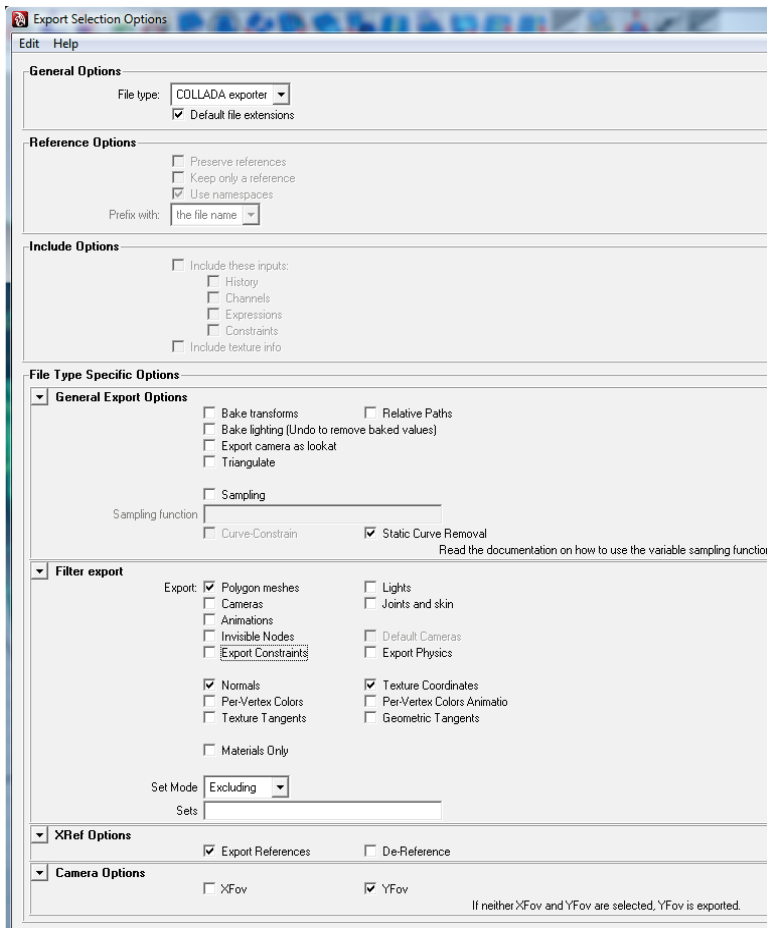 Export Selection Options
Edit Help
General Options
File type: COLLADA exporter
Default file extensions
Reference Options
Preserve references
Keep only a reference
Use namespaces
Prefix with: the file name
Include Options
Include these inputs:
History
Channels
Expressions
Constraints
Include texture info
File Type Specific Options
General Export Options
Bake transforms Relative Paths
Bake lighting (Undo to remove baked values)
Export camera as lookat
Triangulate
Sampling
Sampling function
Curve-Constrain Static Curve Removal
Read the documentation on how to use the variable sampling function
Filter export
Export: Polygon meshes Lights
Cameras Joints and skin
Animations
Invisible Nodes Default Cameras
Export Constraints Export Physics
Normals Texture Coordinates
Per-Vertex Colors Per-Vertex Colors Animatio
Texture Tangents Geometric Tangents
Materials Only
Set Mode Excluding
Sets
XRef Options
Export References De-Reference
Camera Options
XFov YFov
If neither XFov and YFov are selected, YFov is exported.